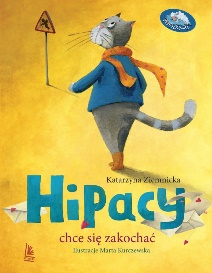 Katarzyna Ziemnicka
Hipacy
chce się zakochać
ilustracje Marta Kurczewska